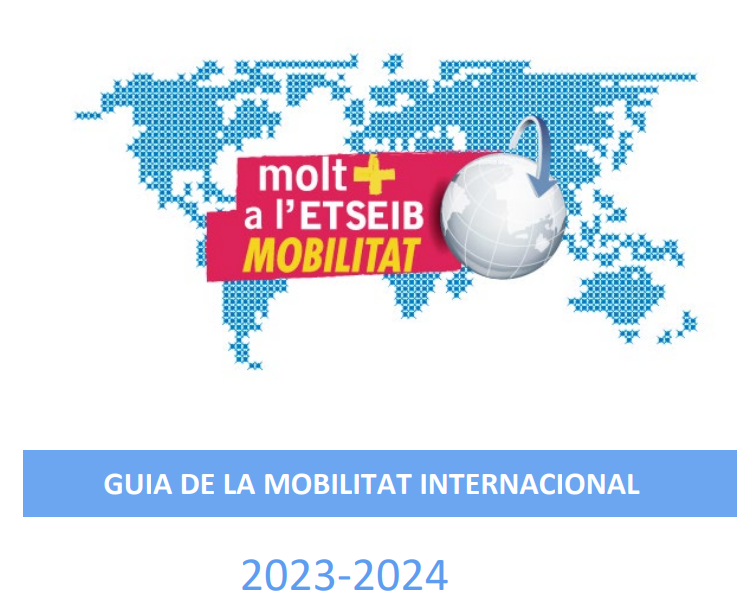 molt +
a l'ETSEIB
MOBILITAT
GUIA DE LA MOBILITAT INTERNACIONAL
2023-2024